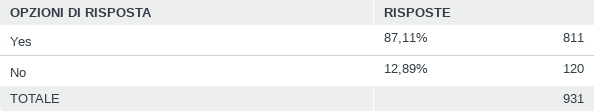 OPZIONI DI RISPOSTA RISPOSTE
Yes 87,11% 811
No 12,89% 120
TOTALE 931